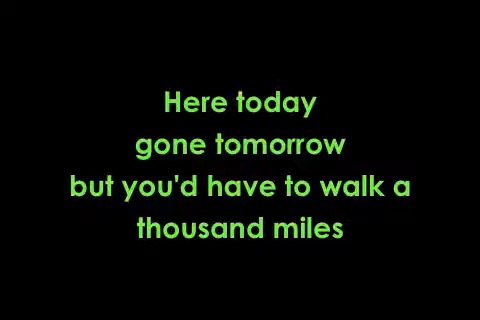 Here today
gone tomorrow
but you'd have to walk a
thousand miles